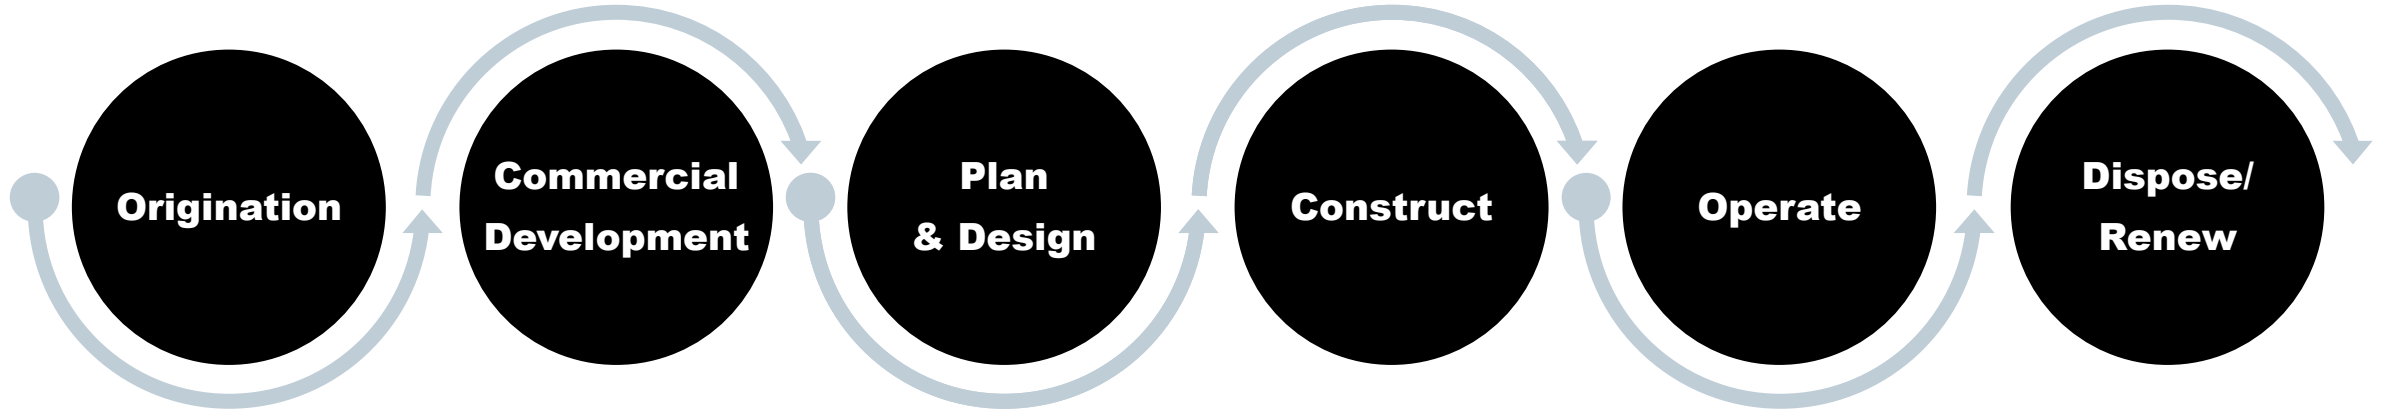 Origination
Commercial
Development
Plan
& Design
Construct
Operate
Dispose/
Renew